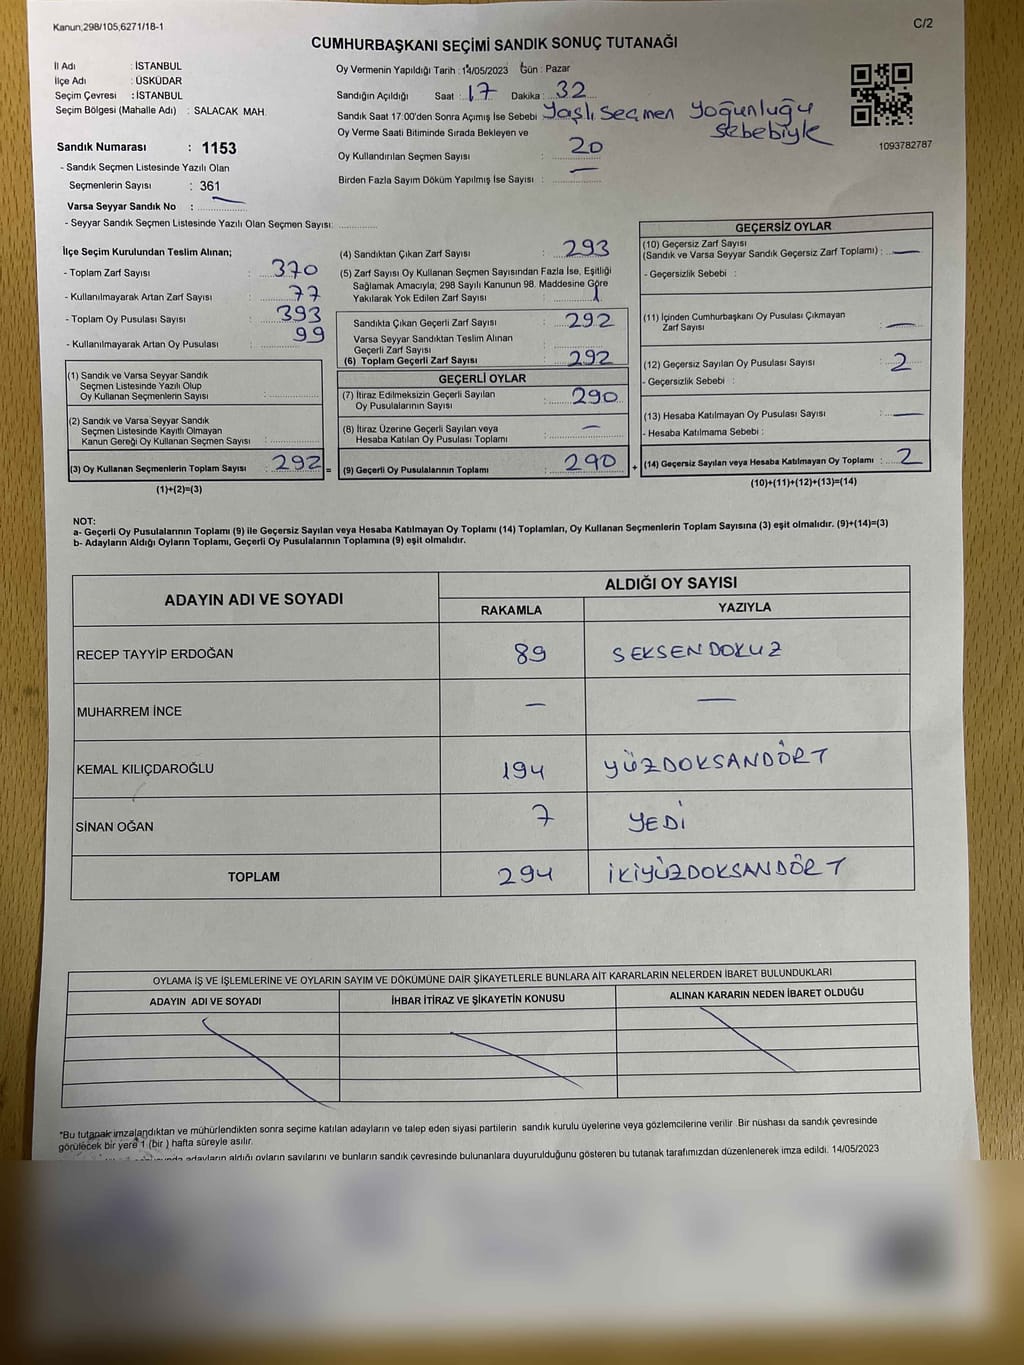 Kanun;298/105,6271/18-1
C/2
CUMHURBAŞKANI SEÇİMİ SANDIK SONUÇ TUTANAĞI
İl Adı : İSTANBUL
İlçe Adı : ÜSKÜDAR
Seçim Çevresi : İSTANBUL
Seçim Bölgesi (Mahalle Adı) : SALACAK MAH.
Sandık Numarası : 1153
- Sandık Seçmen Listesinde Yazılı Olan
Seçmenlerin Sayısı : 361
Varsa Seyyar Sandık No : —
- Seyyar Sandık Seçmen Listesinde Yazılı Olan Seçmen Sayısı:
Oy Vermenin Yapıldığı Tarih : 14/05/2023 Gün : Pazar
Sandığın Açıldığı Saat : 17 Dakika : 32
Sandık Saat 17:00'den Sonra Açımış İse Sebebi Yaşlı Seçmen Yoğunluğu
sebebiyle
Oy Verme Saati Bitiminde Sırada Bekleyen ve
Oy Kullandırılan Seçmen Sayısı : 20
Birden Fazla Sayım Döküm Yapılmış İse Sayısı : —
1093782787
İlçe Seçim Kurulundan Teslim Alınan;
- Toplam Zarf Sayısı : 370
- Kullanılmayarak Artan Zarf Sayısı : 77
- Toplam Oy Pusulası Sayısı : 393
- Kullanılmayarak Artan Oy Pusulası : 99
(1) Sandık ve Varsa Seyyar Sandık
Seçmen Listesinde Yazılı Olup
Oy Kullanan Seçmenlerin Sayısı :
(2) Sandık ve Varsa Seyyar Sandık
Seçmen Listesinde Kayıtlı Olmayan
Kanun Gereği Oy Kullanan Seçmen Sayısı :
(3) Oy Kullanan Seçmenlerin Toplam Sayısı : 292 =
(1)+(2)=(3)
(4) Sandıktan Çıkan Zarf Sayısı : 293
(5) Zarf Sayısı Oy Kullanan Seçmen Sayısından Fazla İse, Eşitliği
Sağlamak Amacıyla, 298 Sayılı Kanunun 98. Maddesine Göre
Yakılarak Yok Edilen Zarf Sayısı : 1
Sandıkta Çıkan Geçerli Zarf Sayısı : 292
Varsa Seyyar Sandıktan Teslim Alınan
Geçerli Zarf Sayısı :
(6) Toplam Geçerli Zarf Sayısı : 292
GEÇERLİ OYLAR
(7) İtiraz Edilmeksizin Geçerli Sayılan
Oy Pusulalarının Sayısı : 290
(8) İtiraz Üzerine Geçerli Sayılan veya
Hesaba Katılan Oy Pusulası Toplamı : —
(9) Geçerli Oy Pusulalarının Toplamı : 290 +
GEÇERSİZ OYLAR
(10) Geçersiz Zarf Sayısı
(Sandık ve Varsa Seyyar Sandık Geçersiz Zarf Toplamı) : —
- Geçersizlik Sebebi :
(11) İçinden Cumhurbaşkanı Oy Pusulası Çıkmayan
Zarf Sayısı : —
(12) Geçersiz Sayılan Oy Pusulası Sayısı : 2
- Geçersizlik Sebebi :
(13) Hesaba Katılmayan Oy Pusulası Sayısı : —
- Hesaba Katılmama Sebebi :
(14) Geçersiz Sayılan veya Hesaba Katılmayan Oy Toplamı : 2
(10)+(11)+(12)+(13)=(14)
NOT:
a- Geçerli Oy Pusulalarının Toplamı (9) ile Geçersiz Sayılan veya Hesaba Katılmayan Oy Toplamı (14) Toplamları, Oy Kullanan Seçmenlerin Toplam Sayısına (3) eşit olmalıdır. (9)+(14)=(3)
b- Adayların Aldığı Oyların Toplamı, Geçerli Oy Pusulalarının Toplamına (9) eşit olmalıdır.
ADAYIN ADI VE SOYADI
ALDIĞI OY SAYISI
RAKAMLA YAZIYLA
RECEP TAYYİP ERDOĞAN 89 SEKSENDOKUZ
MUHARREM İNCE — —
KEMAL KILIÇDAROĞLU 194 YÜZDOKSANDÖRT
SİNAN OĞAN 7 YEDİ
TOPLAM 294 İKİYÜZDOKSANDÖRT
OYLAMA İŞ VE İŞLEMLERİNE VE OYLARIN SAYIM VE DÖKÜMÜNE DAİR ŞİKAYETLERLE BUNLARA AİT KARARLARIN NELERDEN İBARET BULUNDUKLARI
ADAYIN ADI VE SOYADI İHBAR İTİRAZ VE ŞİKAYETİN KONUSU ALINAN KARARIN NEDEN İBARET OLDUĞU
*Bu tutanak imzalandıktan ve mühürlendikten sonra seçime katılan adayların ve talep eden siyasi partilerin sandık kurulu üyelerine veya gözlemcilerine verilir. Bir nüshası da sandık çevresinde
görülecek bir yere 1 (bir ) hafta süreyle asılır.
adayların aldığı oyların sayılarını ve bunların sandık çevresinde bulunanlara duyurulduğunu gösteren bu tutanak tarafımızdan düzenlenerek imza edildi. 14/05/2023